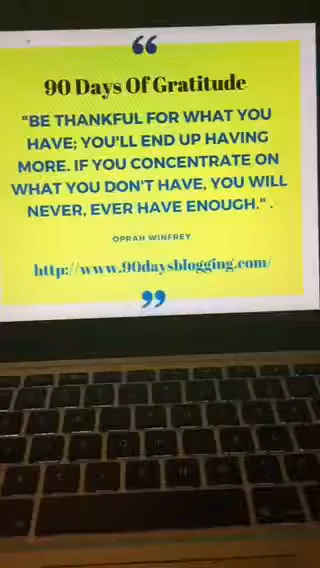 “
90 Days Of Gratitude
"BE THANKFUL FOR WHAT YOU
HAVE; YOU'LL END UP HAVING
MORE. IF YOU CONCENTRATE ON
WHAT YOU DON'T HAVE, YOU WILL
NEVER, EVER HAVE ENOUGH." .
OPRAH WINFREY
http://www.90daysblogging.com/
”